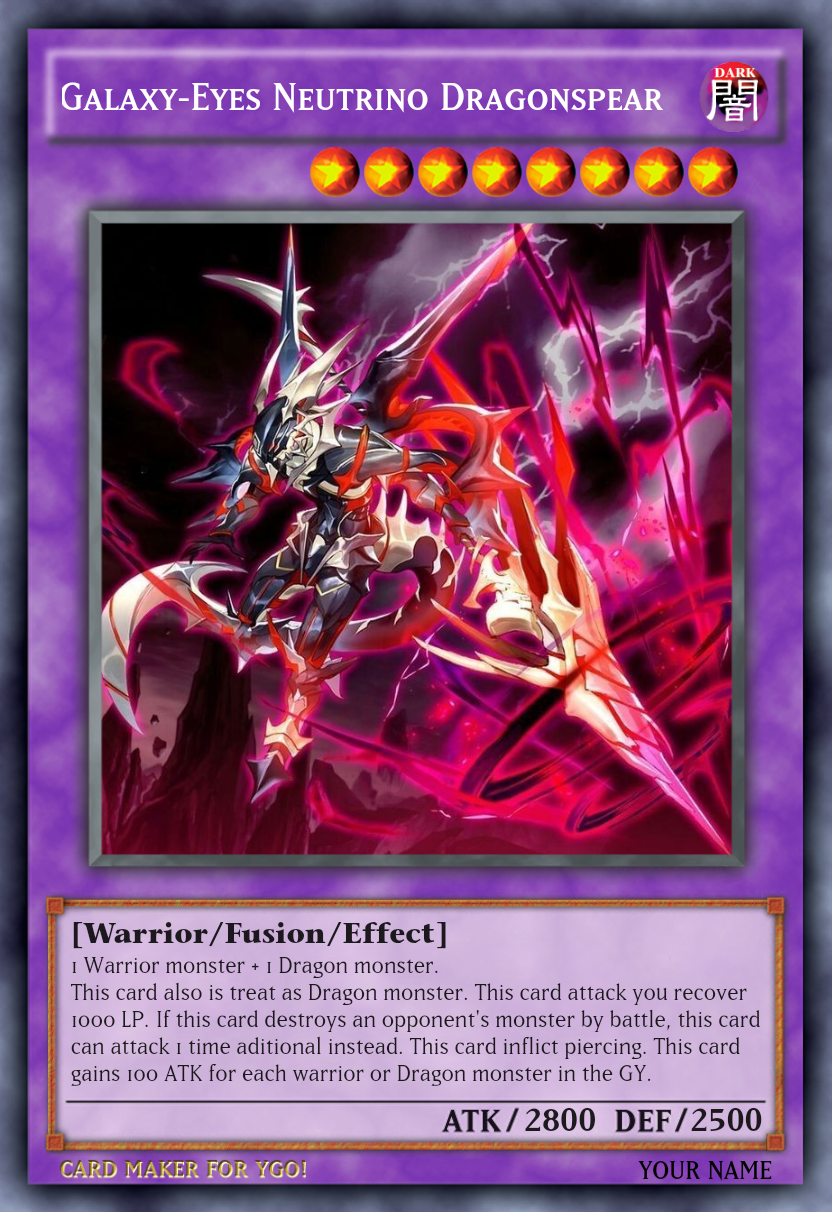 Galaxy-Eyes Neutrino Dragonspear
DARK
闇
[Warrior/Fusion/Effect]
1 Warrior monster + 1 Dragon monster.
This card also is treat as Dragon monster. This card attack you recover
1000 LP. If this card destroys an opponent's monster by battle, this card
can attack 1 time aditional instead. This card inflict piercing. This card
gains 100 ATK for each warrior or Dragon monster in the GY.
ATK/2800 DEF/2500
CARD MAKER FOR YGO!
YOUR NAME